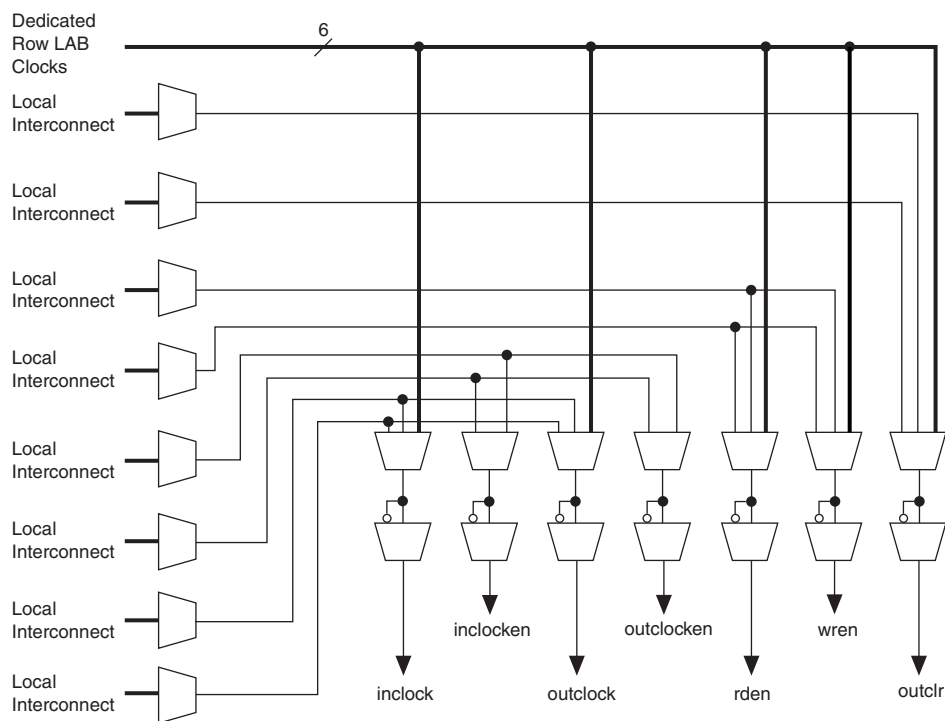 Dedicated
Row LAB
Clocks
6
Local
Interconnect
Local
Interconnect
Local
Interconnect
Local
Interconnect
Local
Interconnect
Local
Interconnect
Local
Interconnect
Local
Interconnect
inclocken
outclocken
wren
inclock
outclock
rden
outclr